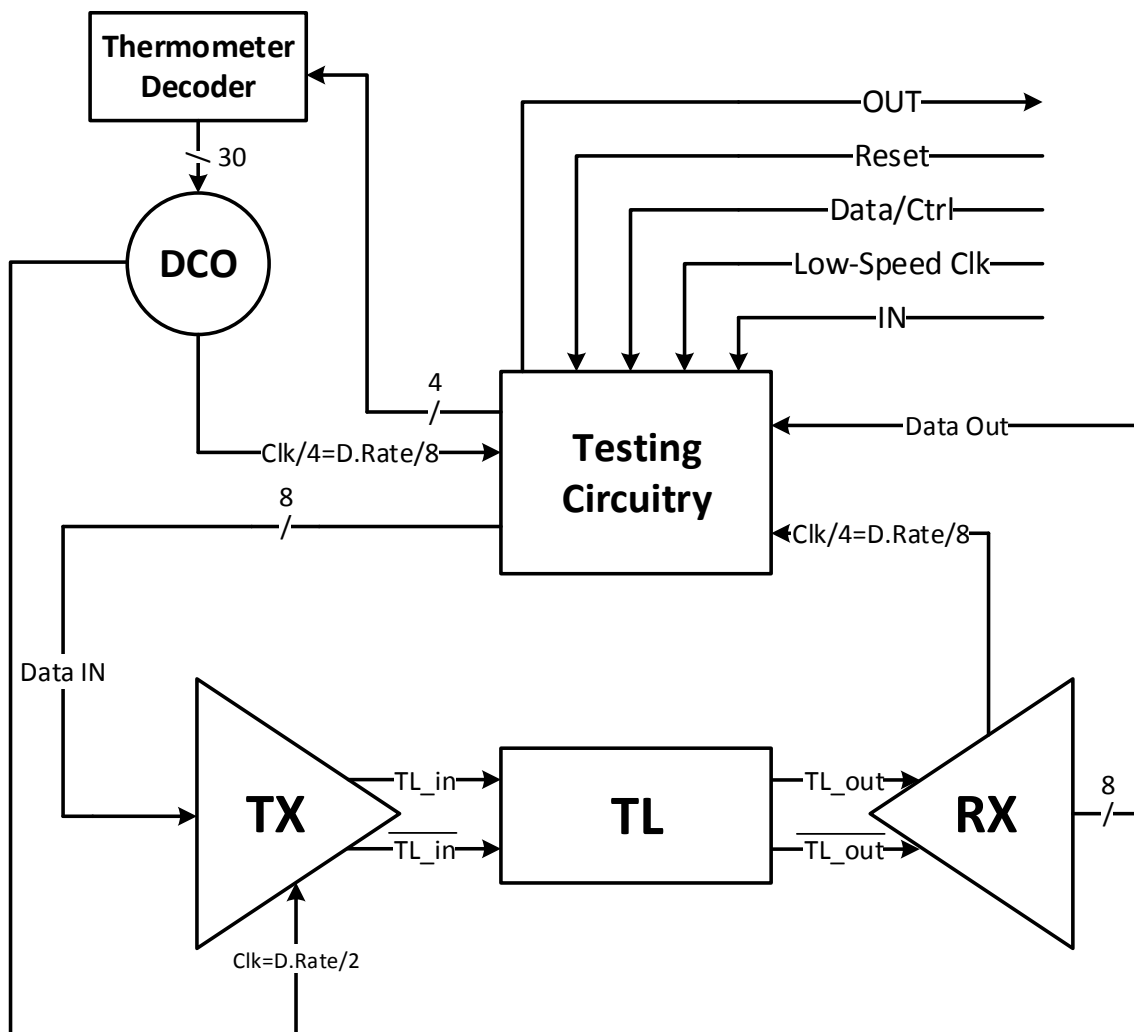 Thermometer
Decoder
30
DCO
OUT
Reset
Data/Ctrl
Low-Speed Clk
IN
4
Clk/4=D.Rate/8
8
Testing
Circuitry
Data Out
Clk/4=D.Rate/8
Data IN
TX
TL_in
TL_in
TL
TL_out
TL_out
RX
8
Clk=D.Rate/2